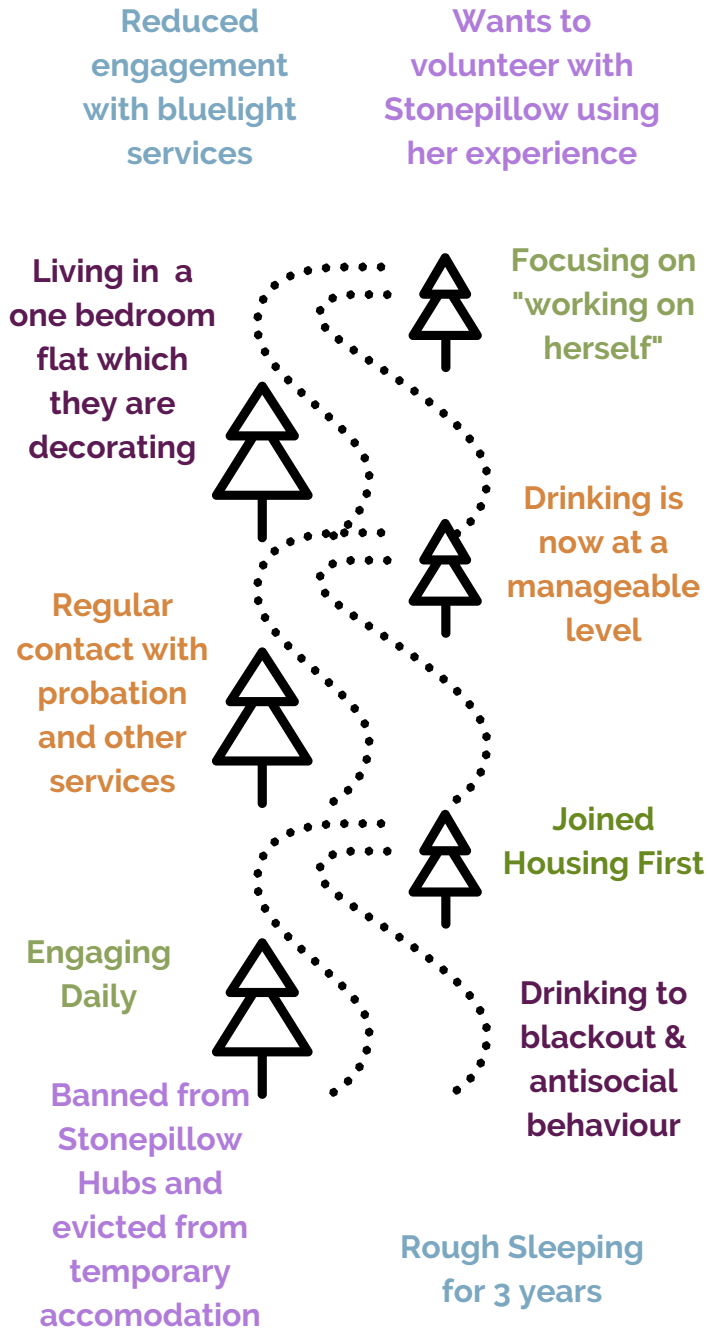 Reduced
engagement
with bluelight
services
Wants to
volunteer with
Stonepillow using
her experience
Living in a
one bedroom
flat which
they are
decorating
Focusing on
"working on
herself"
Drinking is
now at a
manageable
level
Regular
contact with
probation
and other
services
Joined
Housing First
Engaging
Daily
Drinking to
blackout &
antisocial
behaviour
Banned from
Stonepillow
Hubs and
evicted from
temporary
accomodation
Rough Sleeping
for 3 years